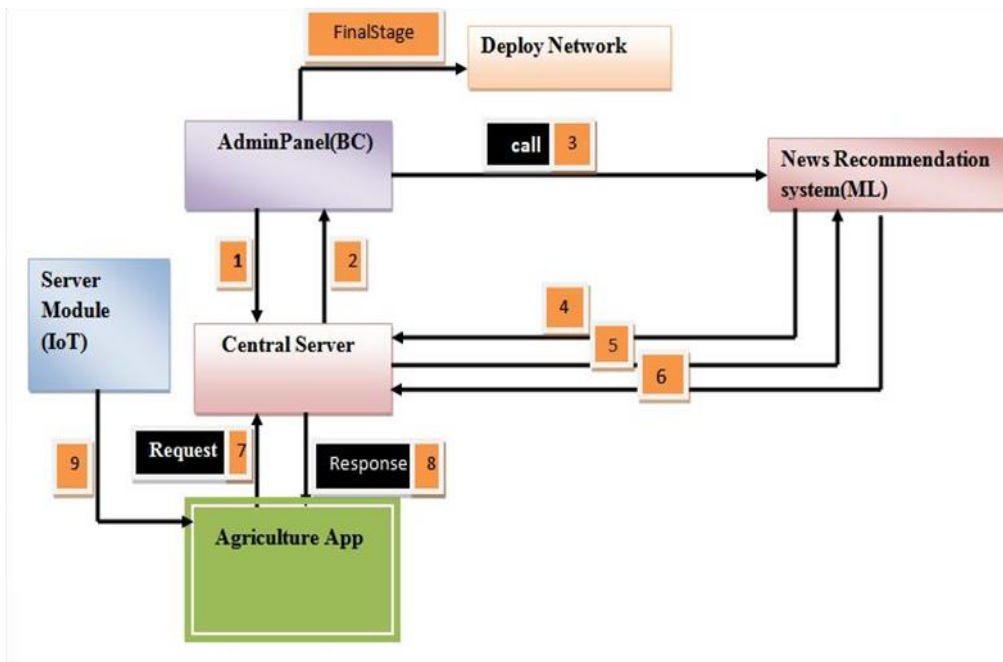 FinalStage
Deploy Network
AdminPanel(BC)
call
3
News Recommendation
system(ML)
1
2
Server
Module
(IoT)
Central Server
4
5
6
9
Request
7
Response
8
Agriculture App